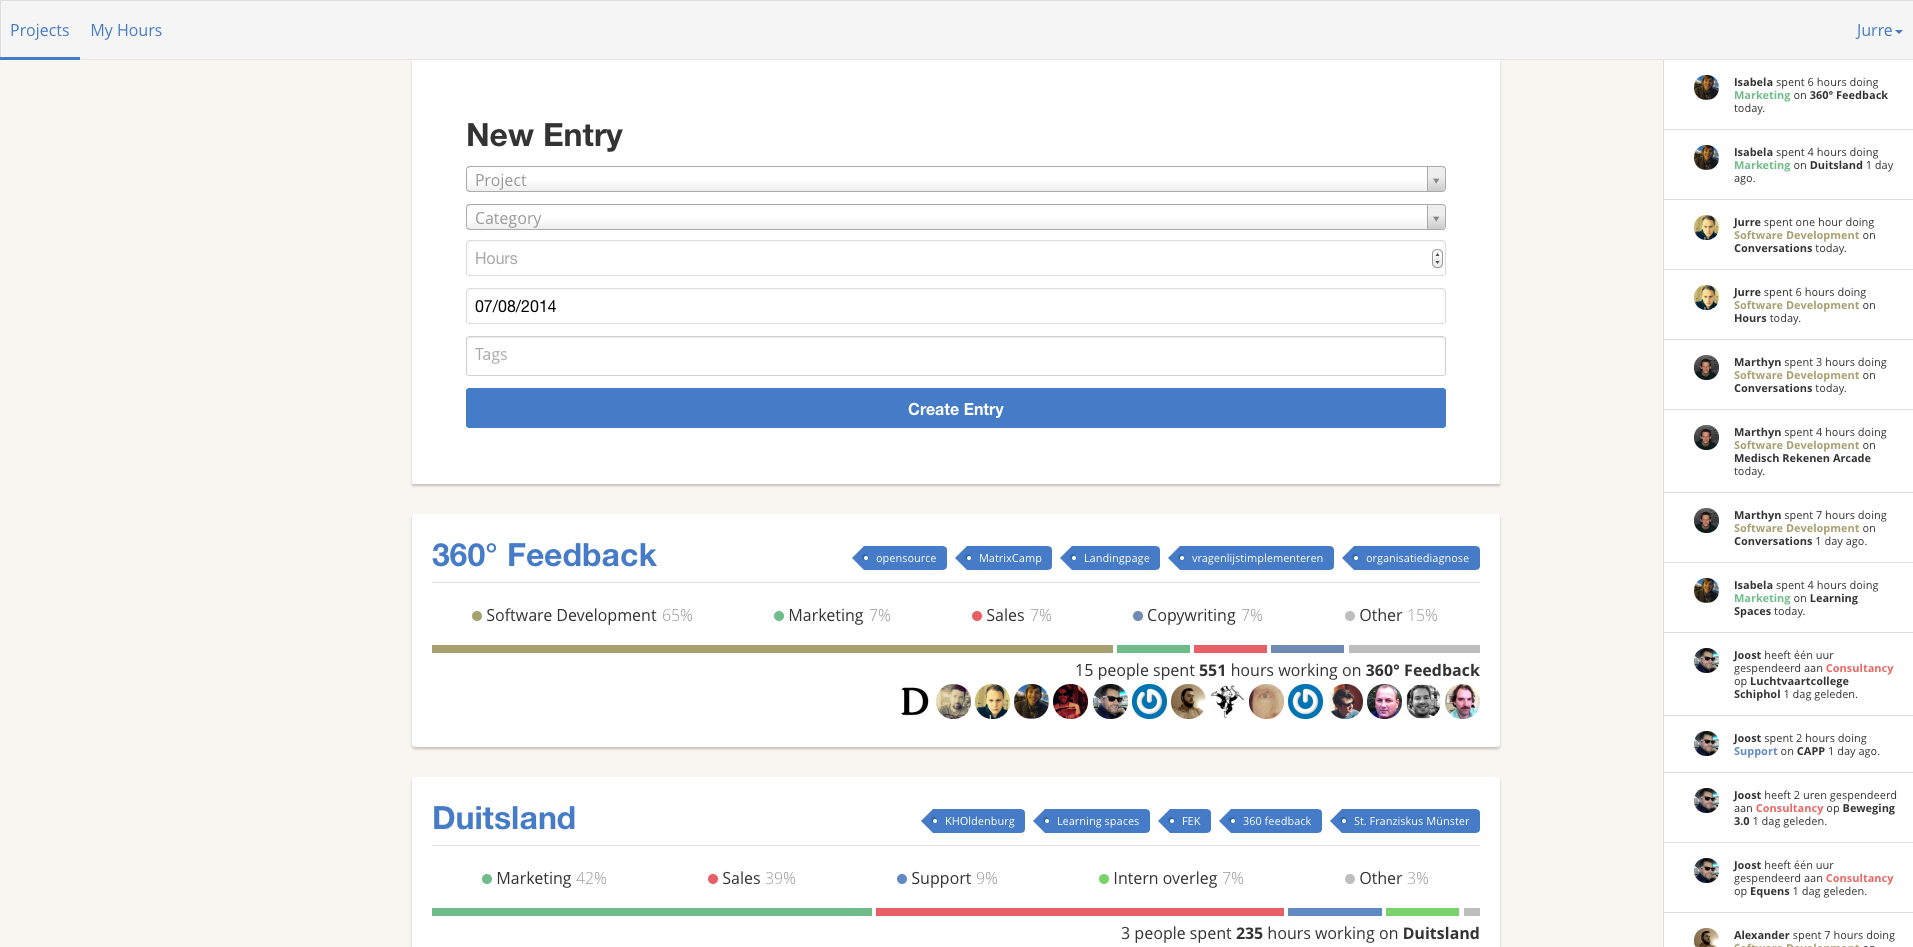 Projects My Hours Jurre
New Entry
Project
Category
Hours
07/08/2014
Tags
Create Entry
360° Feedback
opensource MatrixCamp Landingpage vragenlijstimplementeren organisatiediagnose
Software Development 65% Marketing 7% Sales 7% Copywriting 7% Other 15%
15 people spent 551 hours working on 360° Feedback
D
Duitsland
KHOldenburg Learning spaces FEK 360 feedback St. Franziskus Münster
Marketing 42% Sales 39% Support 9% Intern overleg 7% Other 3%
3 people spent 235 hours working on Duitsland
Isabela spent 6 hours doing
Marketing on 360° Feedback
today.
Isabela spent 4 hours doing
Marketing on Duitsland 1 day
ago.
Jurre spent one hour doing
Software Development on
Conversations today.
Jurre spent 6 hours doing
Software Development on
Hours today.
Marthyn spent 3 hours doing
Software Development on
Conversations today.
Marthyn spent 4 hours doing
Software Development on
Medisch Rekenen Arcade
today.
Marthyn spent 7 hours doing
Software Development on
Conversations 1 day ago.
Isabela spent 4 hours doing
Marketing on Learning
Spaces today.
Joost heeft één uur
gespendeerd aan Consultancy
op Luchtvaartcollege
Schiphol 1 dag geleden.
Joost spent 2 hours doing
Support on CAPP 1 day ago.
Joost heeft 2 uren gespendeerd
aan Consultancy op Beweging
3.0 1 dag geleden.
Joost heeft één uur
gespendeerd aan Consultancy
op Equens 1 dag geleden.
Alexander spent 7 hours doing
Software Development on